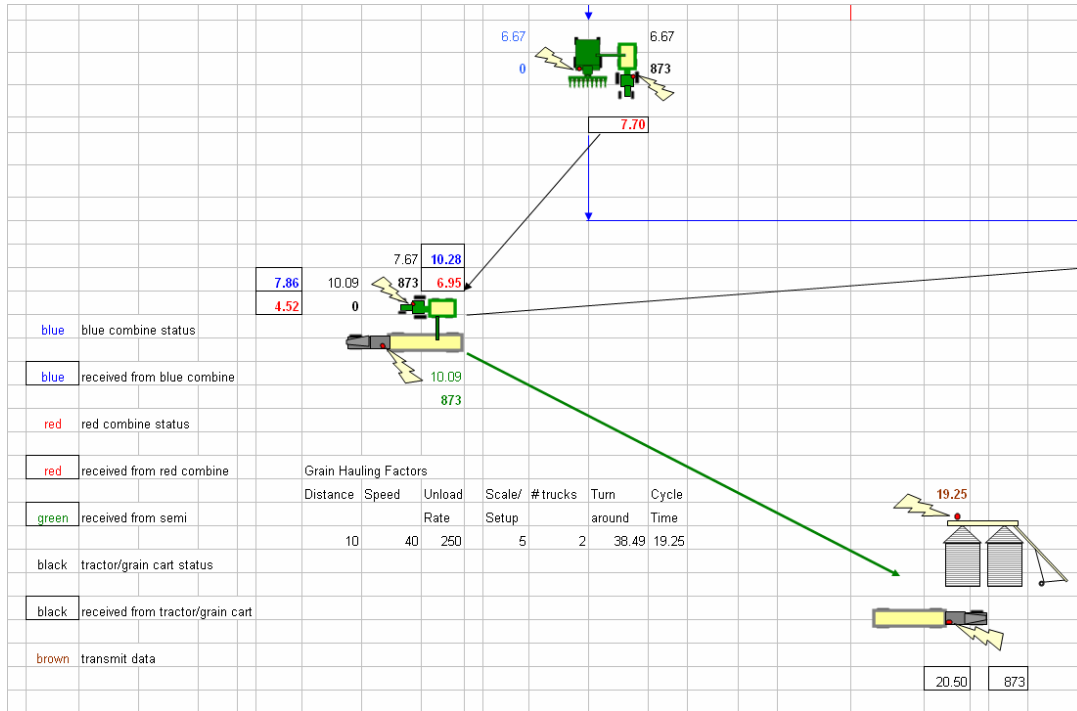 6.67 6.67
0 873
7.70
7.67 10.28
7.86 10.09 873 6.95
4.52 0
blue blue combine status
10.09
blue received from blue combine
873
red red combine status
red received from red combine Grain Hauling Factors
Distance Speed Unload Scale/ # trucks Turn Cycle
19.25
green received from semi Rate Setup around Time
10 40 250 5 2 38.49 19.25
black tractor/grain cart status
black received from tractor/grain cart
brown transmit data
20.50 873